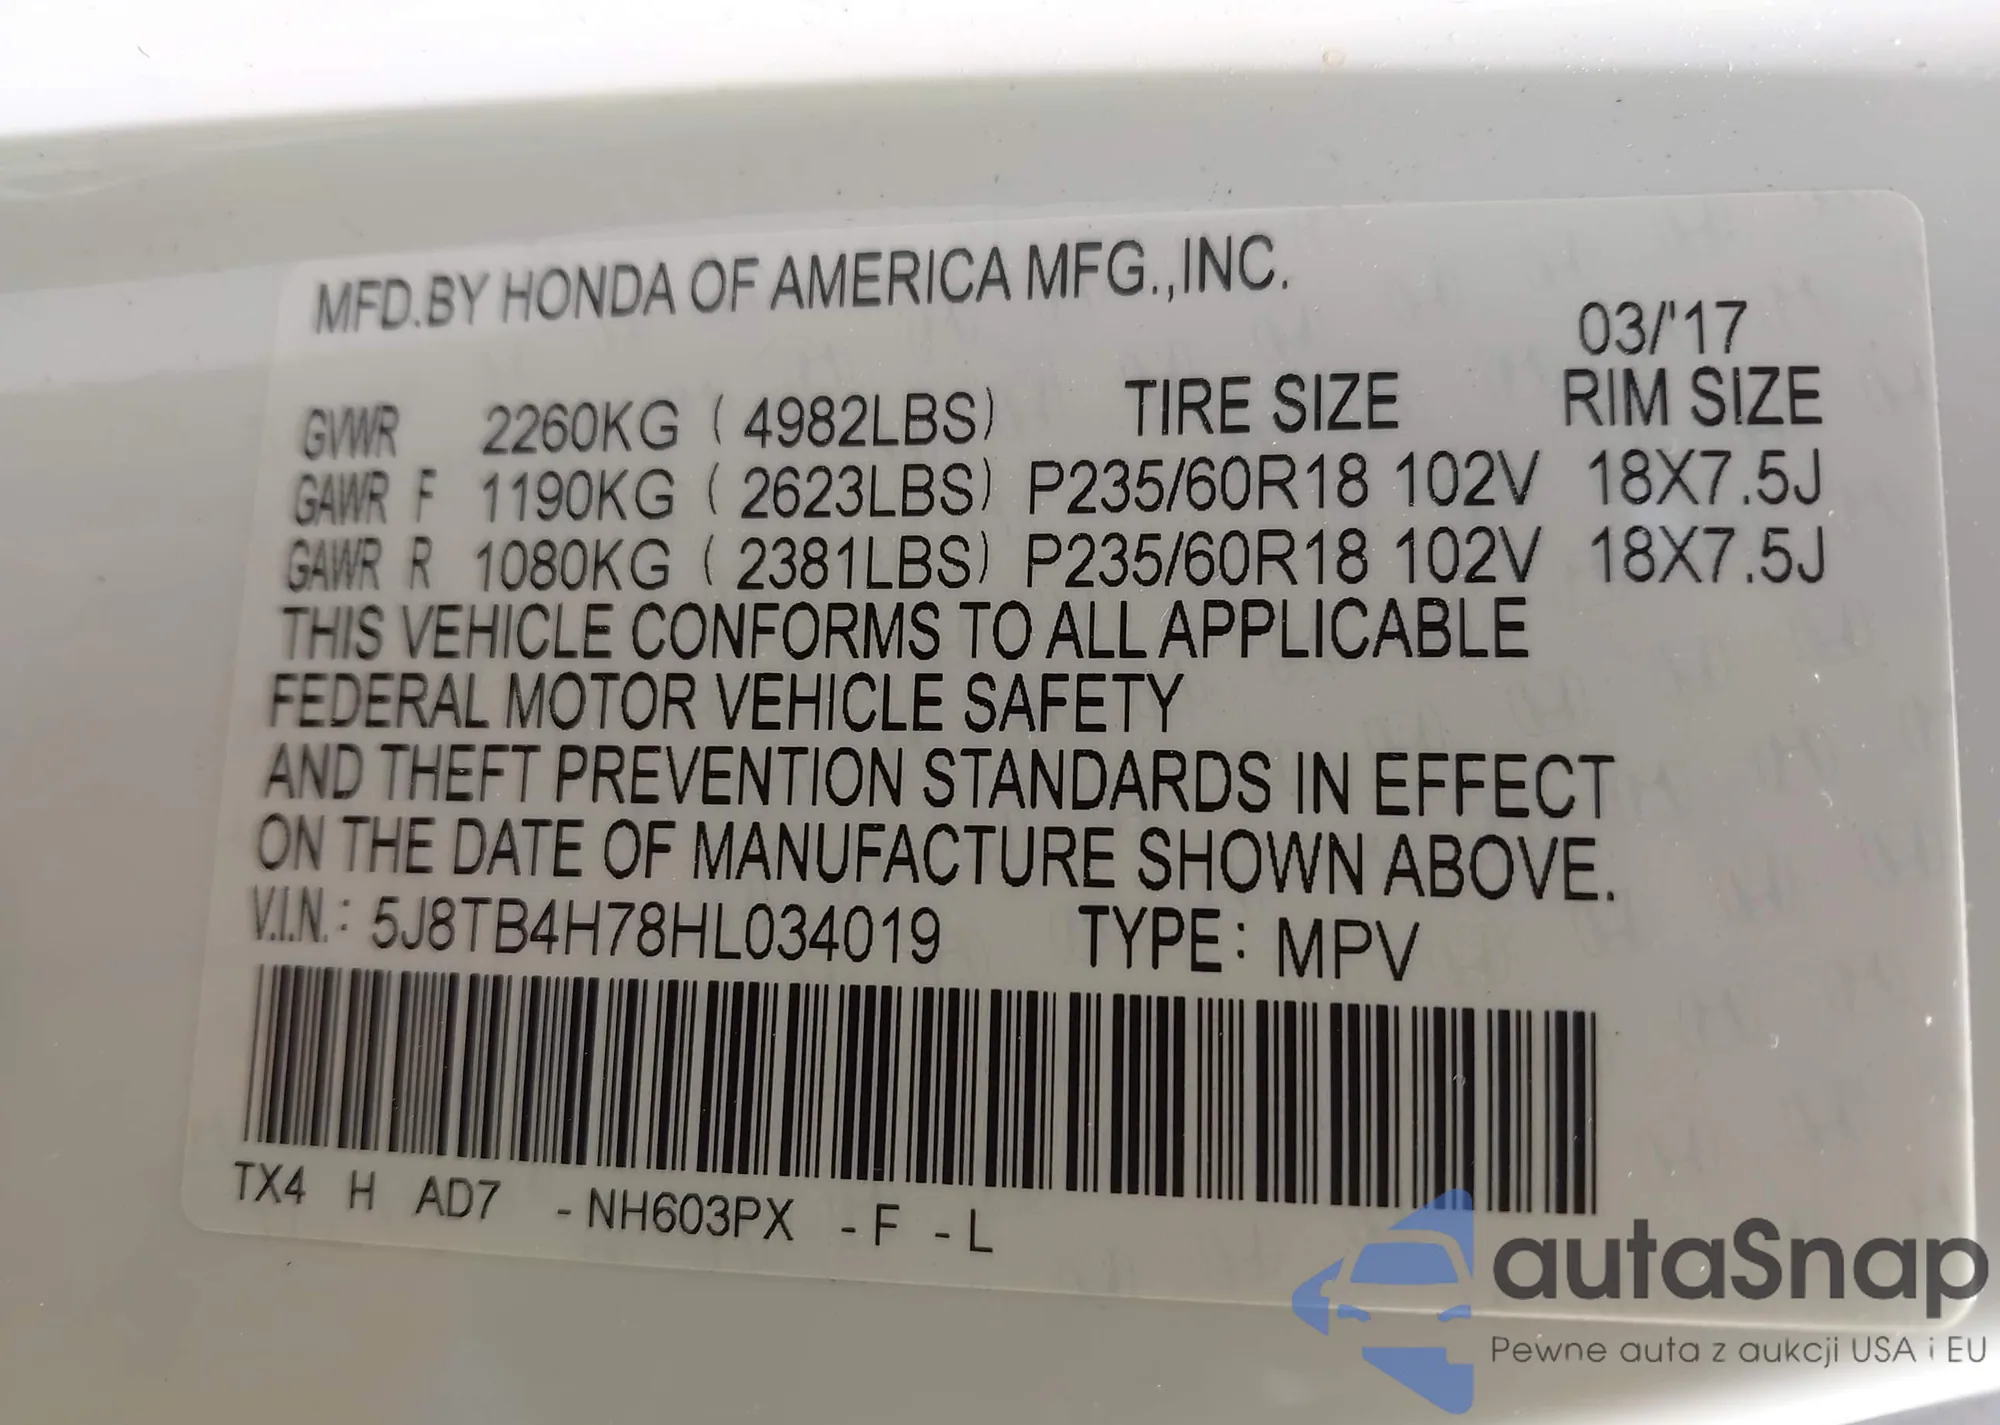 MFD.BY HONDA OF AMERICA MFG.,INC.
03/'17
GVWR 2260KG ( 4982LBS) TIRE SIZE RIM SIZE
GAWR F 1190KG ( 2623LBS) P235/60R18 102V 18X7.5J
GAWR R 1080KG ( 2381LBS) P235/60R18 102V 18X7.5J
THIS VEHICLE CONFORMS TO ALL APPLICABLE
FEDERAL MOTOR VEHICLE SAFETY
AND THEFT PREVENTION STANDARDS IN EFFECT
ON THE DATE OF MANUFACTURE SHOWN ABOVE.
V.I.N.: 5J8TB4H78HL034019 TYPE: MPV
TX4 H AD7 -NH603PX -F -L
autaSnap
Pewne auta z aukcji USA i EU